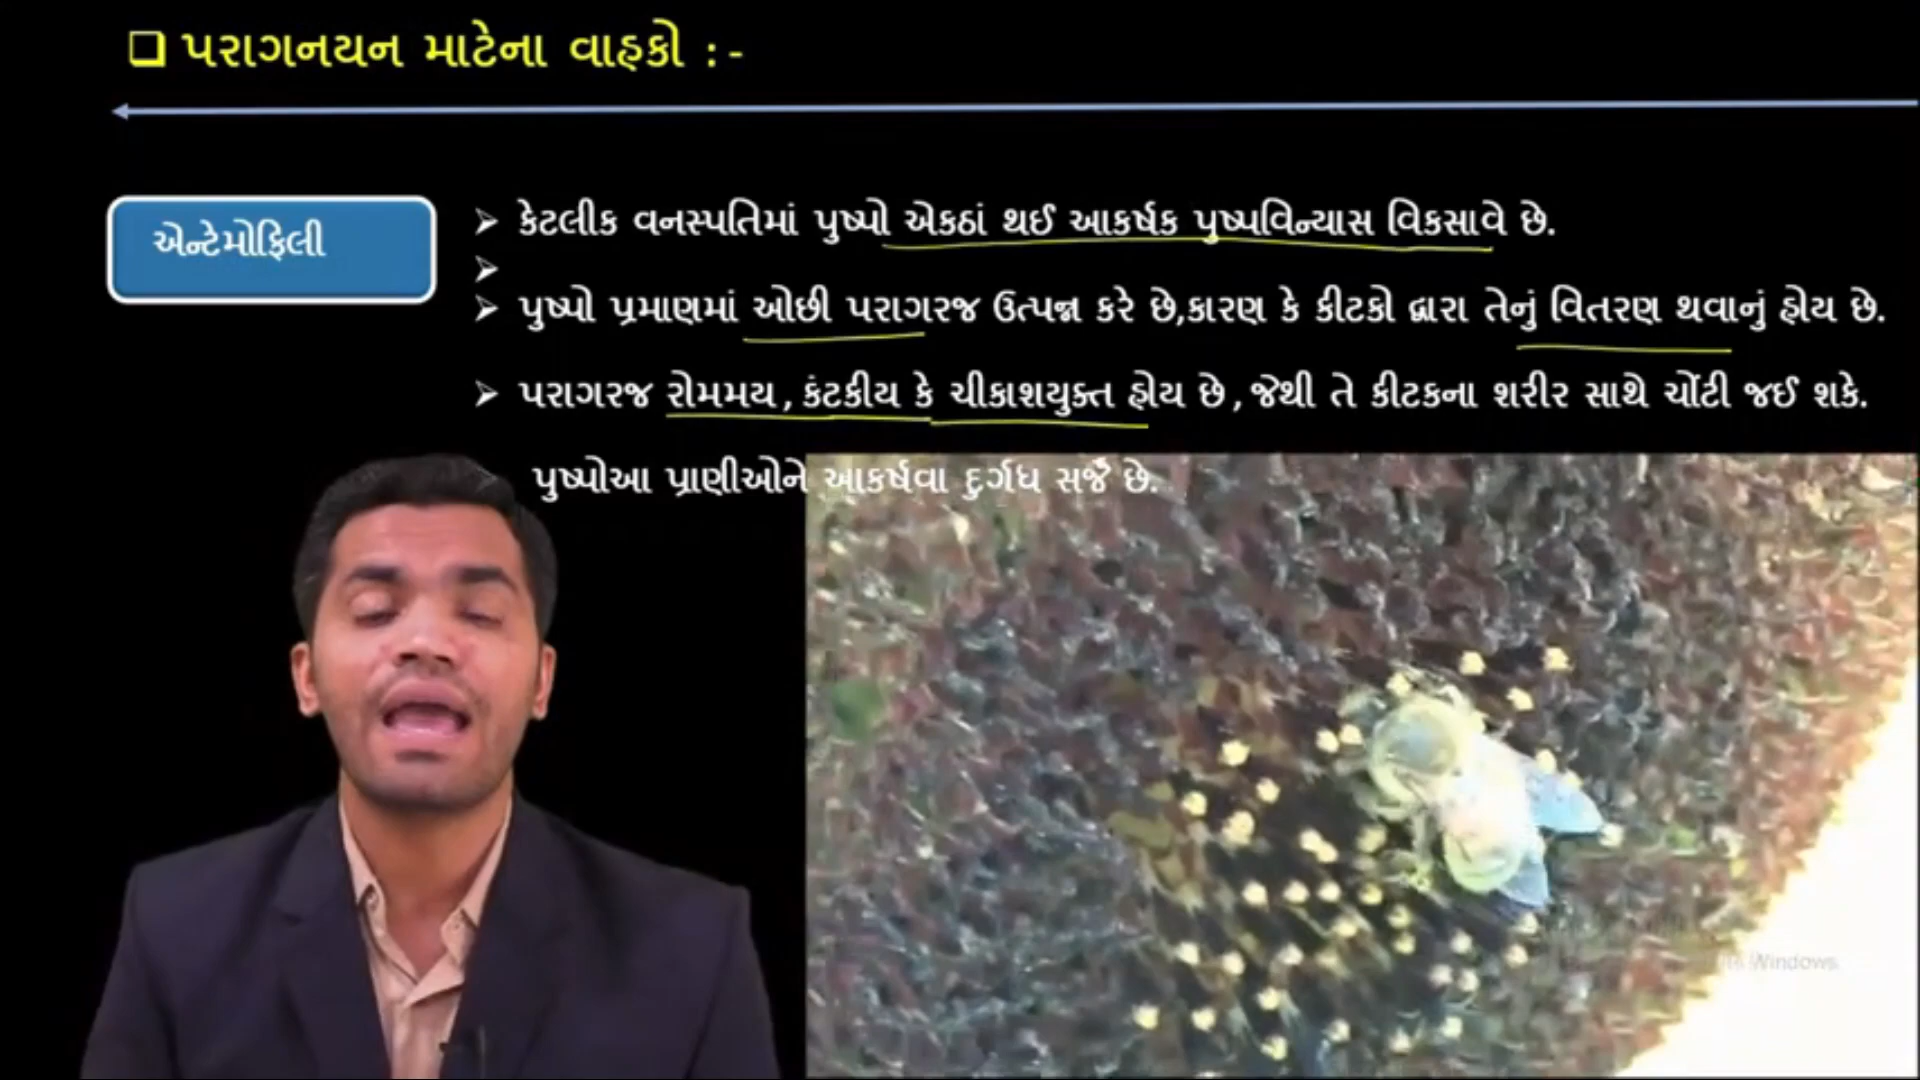 ❑ પરાગનયન માટેના વાહકો : -
એન્ટેમોફિલી
➢ કેટલીક વનસ્પતિમાં પુષ્પો એકઠાં થઈ આકર્ષક પુષ્પવિન્યાસ વિકસાવે છે.
➢
➢ પુષ્પો પ્રમાણમાં ઓછી પરાગરજ ઉત્પન્ન કરે છે,કારણ કે કીટકો દ્વારા તેનું વિતરણ થવાનું હોય છે.
➢ પરાગરજ રોમમય, કંટકીય કે ચીકાશયુક્ત હોય છે, જેથી તે કીટકના શરીર સાથે ચોંટી જઈ શકે.
પુષ્પોઆ પ્રાણીઓને આકર્ષવા દુર્ગધ સર્જે છે.
Windows